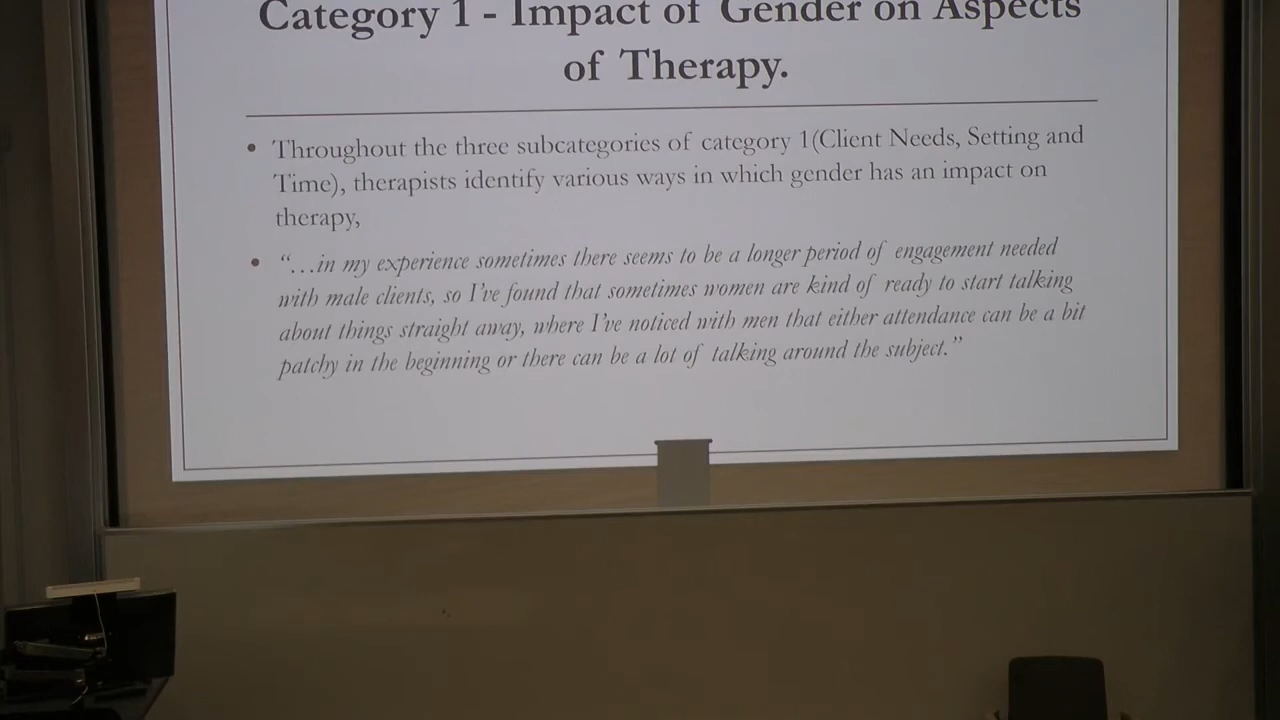 Category 1 - Impact of Gender on Aspects
of Therapy.
• Throughout the three subcategories of category 1(Client Needs, Setting and
Time), therapists identify various ways in which gender has an impact on
therapy,
• “…in my experience sometimes there seems to be a longer period of engagement needed
with male clients, so I’ve found that sometimes women are kind of ready to start talking
about things straight away, where I’ve noticed with men that either attendance can be a bit
patchy in the beginning or there can be a lot of talking around the subject.”